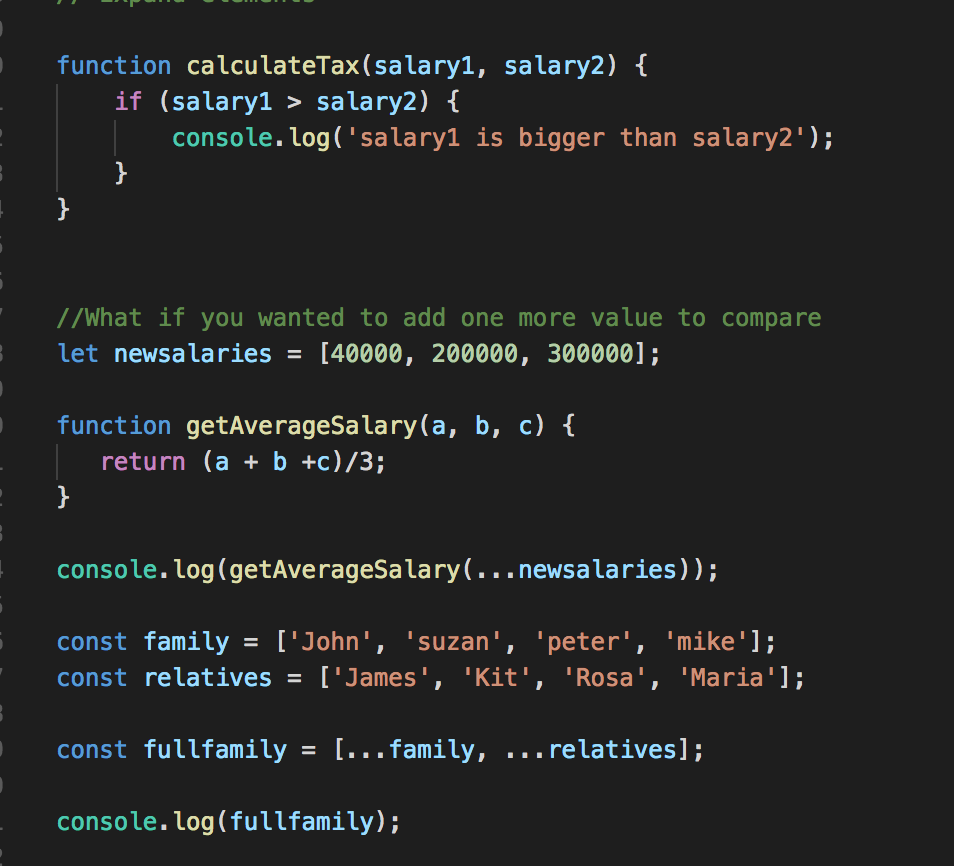 // Expand elements
function calculateTax(salary1, salary2) {
if (salary1 > salary2) {
console.log('salary1 is bigger than salary2');
}
}
//What if you wanted to add one more value to compare
let newsalaries = [40000, 200000, 300000];
function getAverageSalary(a, b, c) {
return (a + b +c)/3;
}
console.log(getAverageSalary(...newsalaries));
const family = ['John', 'suzan', 'peter', 'mike'];
const relatives = ['James', 'Kit', 'Rosa', 'Maria'];
const fullfamily = [...family, ...relatives];
console.log(fullfamily);